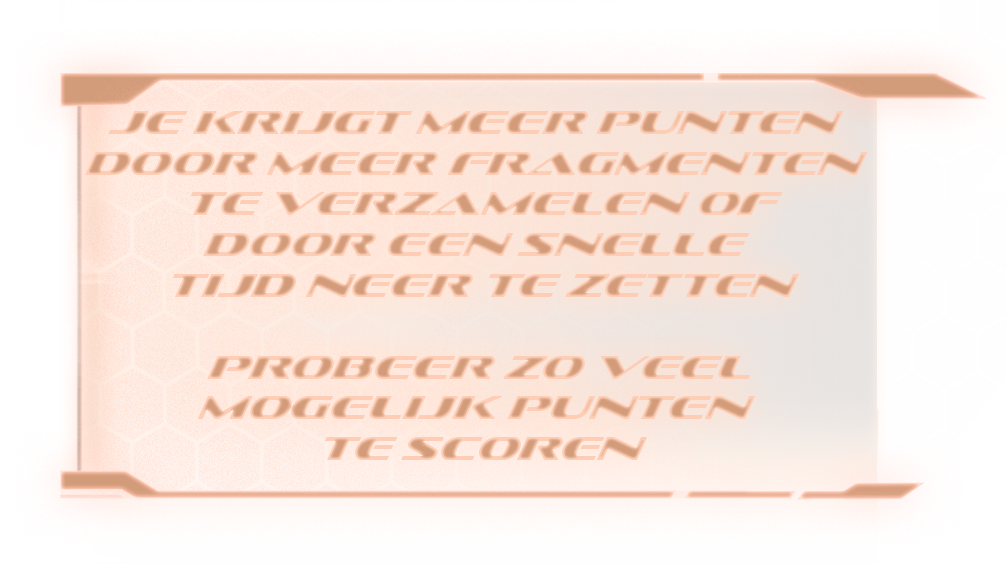 JE KRIJGT MEER PUNTEN
DOOR MEER FRAGMENTEN
TE VERZAMELEN OF
DOOR EEN SNELLE
TIJD NEER TE ZETTEN
PROBEER ZO VEEL
MOGELIJK PUNTEN
TE SCOREN